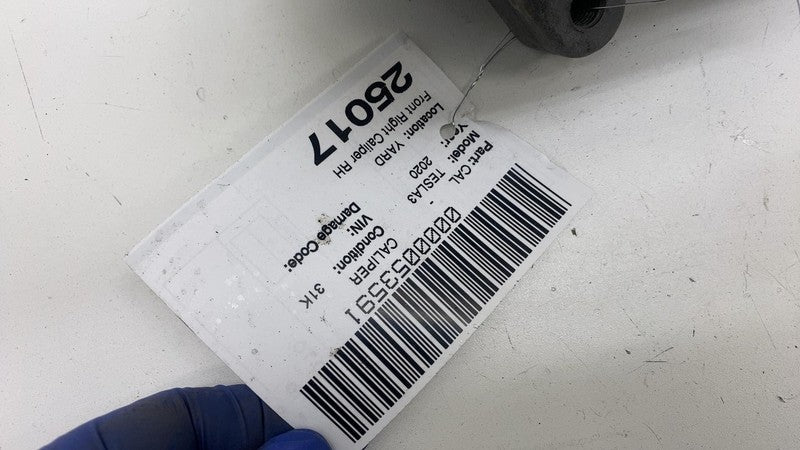 0000053591
Part: CAL - CALIPER
Model: TESLA3
Year: 2020 Condition: 31K
VIN:
Location: YARD Damage Code:
Front Right Caliper RH
25017